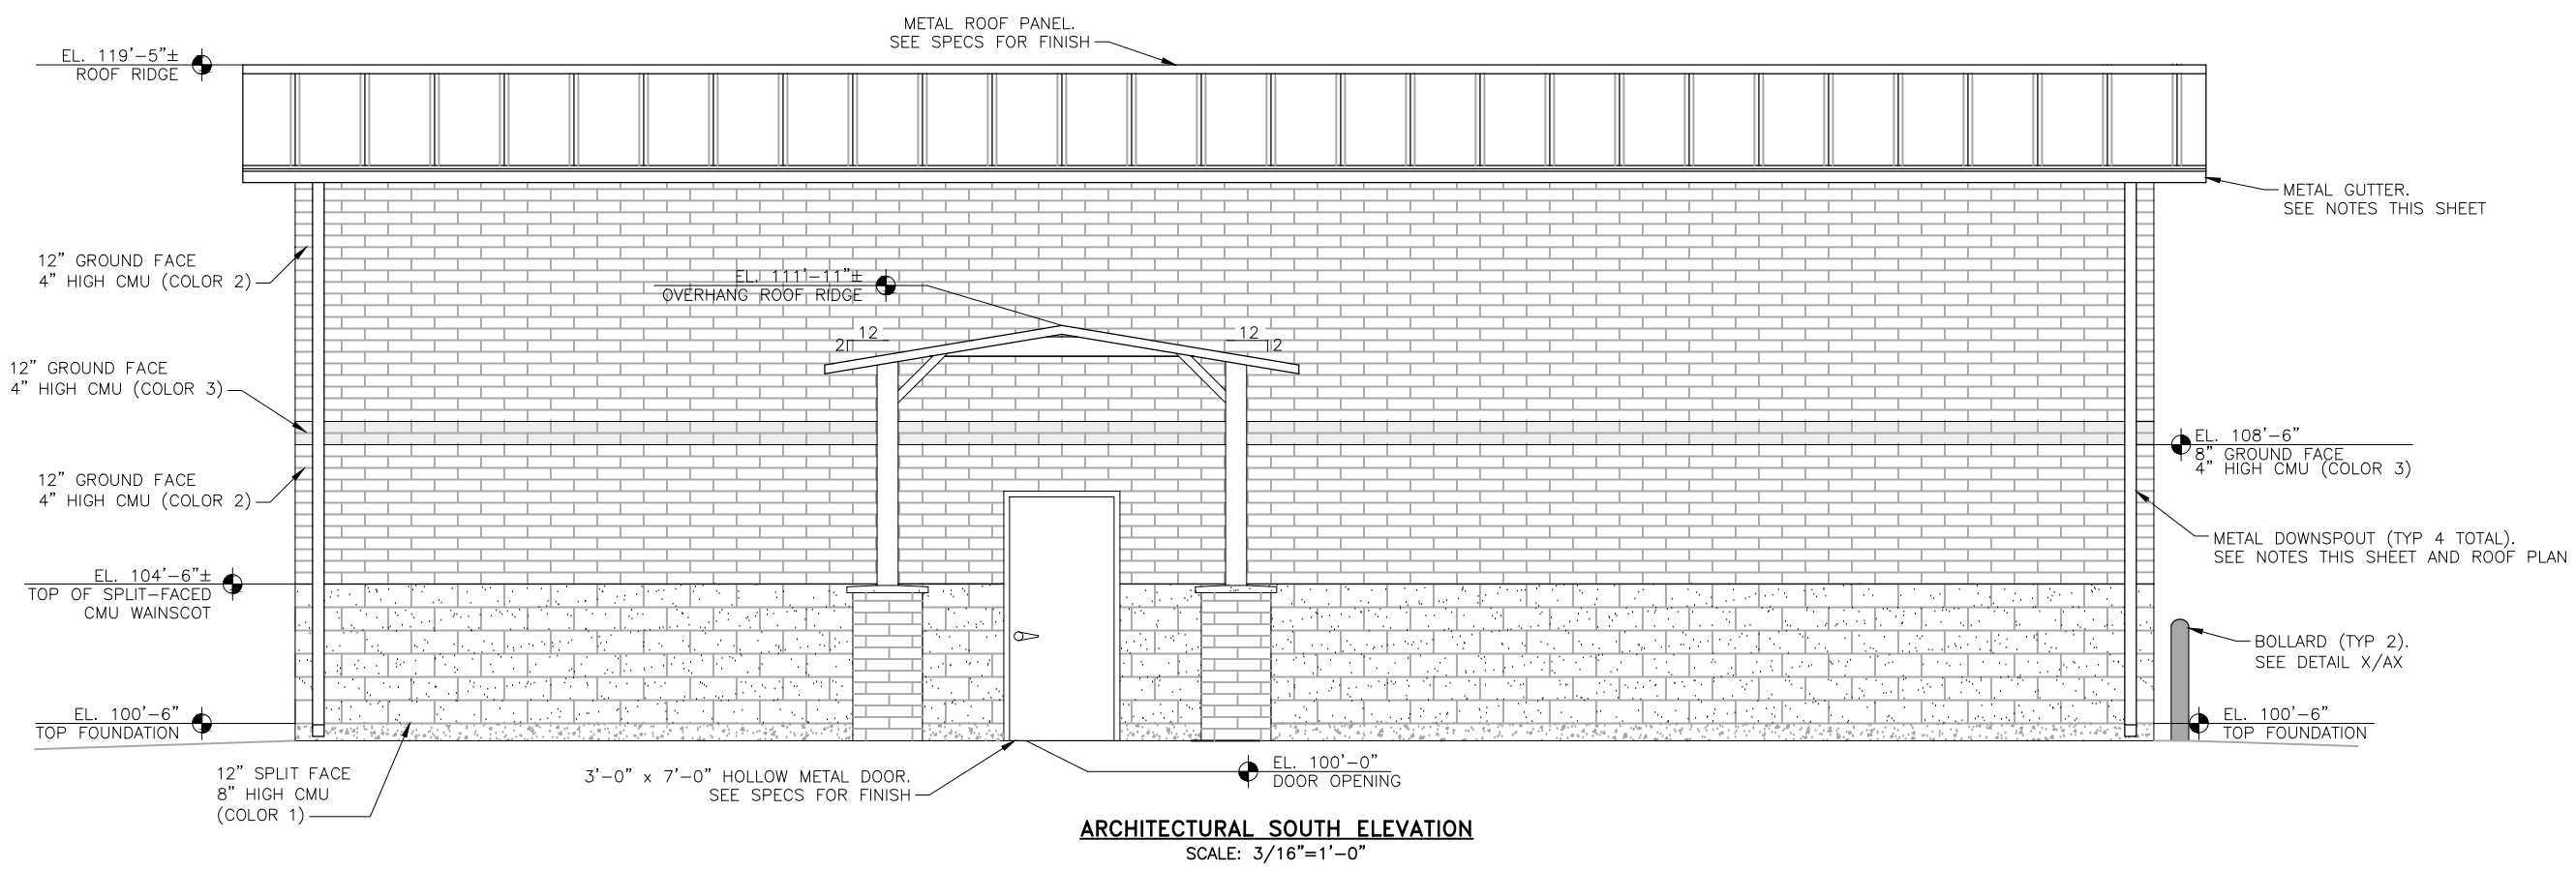 METAL ROOF PANEL.
SEE SPECS FOR FINISH
EL. 119'-5"±
ROOF RIDGE
METAL GUTTER.
SEE NOTES THIS SHEET
12" GROUND FACE
4" HIGH CMU (COLOR 2)
EL. 111'-11"±
OVERHANG ROOF RIDGE
12
2
12
2
12" GROUND FACE
4" HIGH CMU (COLOR 3)
EL. 108'-6"
8" GROUND FACE
4" HIGH CMU (COLOR 3)
12" GROUND FACE
4" HIGH CMU (COLOR 2)
METAL DOWNSPOUT (TYP 4 TOTAL).
SEE NOTES THIS SHEET AND ROOF PLAN
EL. 104'-6"±
TOP OF SPLIT-FACED
CMU WAINSCOT
BOLLARD (TYP 2).
SEE DETAIL X/AX
EL. 100'-6"
TOP FOUNDATION
EL. 100'-6"
TOP FOUNDATION
12" SPLIT FACE
8" HIGH CMU
(COLOR 1)
3'-0" x 7'-0" HOLLOW METAL DOOR.
SEE SPECS FOR FINISH
EL. 100'-0"
DOOR OPENING
ARCHITECTURAL SOUTH ELEVATION
SCALE: 3/16"=1'-0"